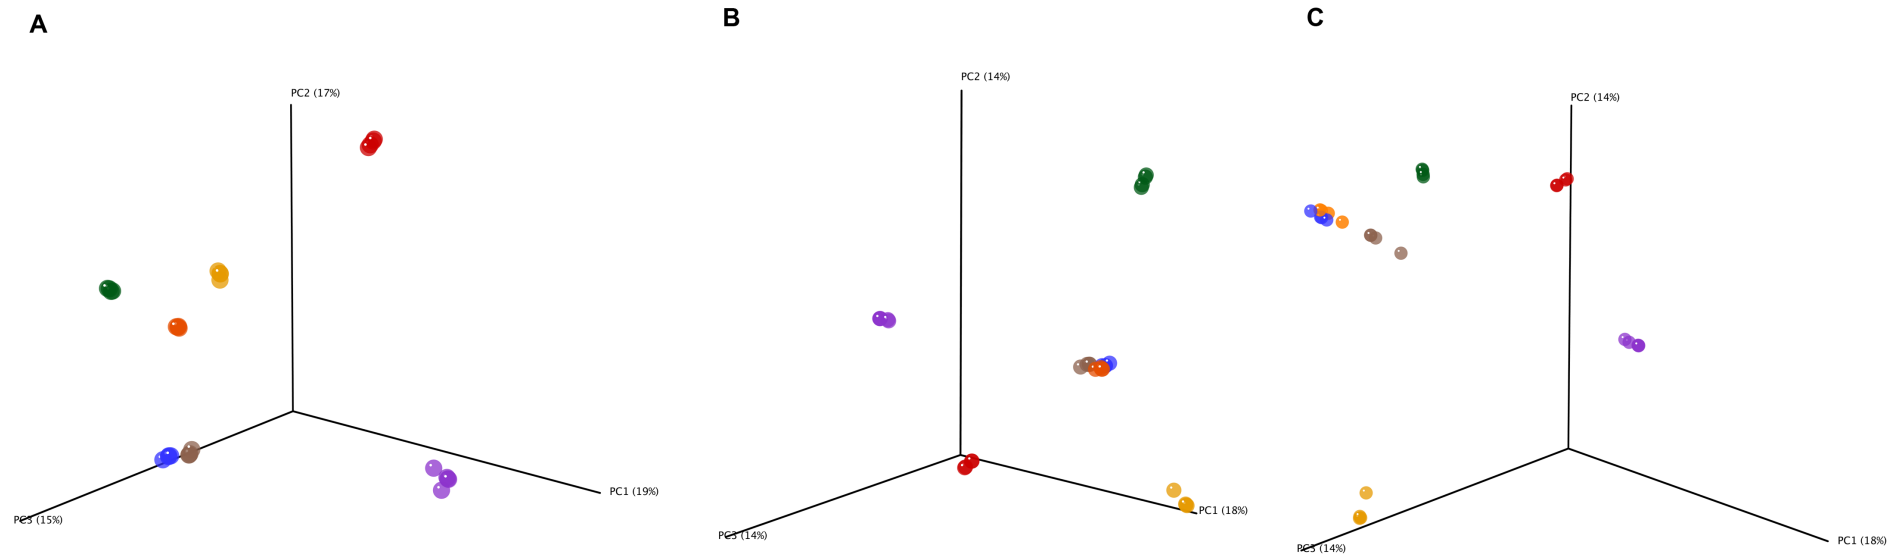 A
B
C
PC2 (17%)
PC1 (19%)
PC3 (15%)
PC2 (14%)
PC1 (18%)
PC3 (14%)
PC2 (14%)
PC1 (18%)
PC3 (14%)